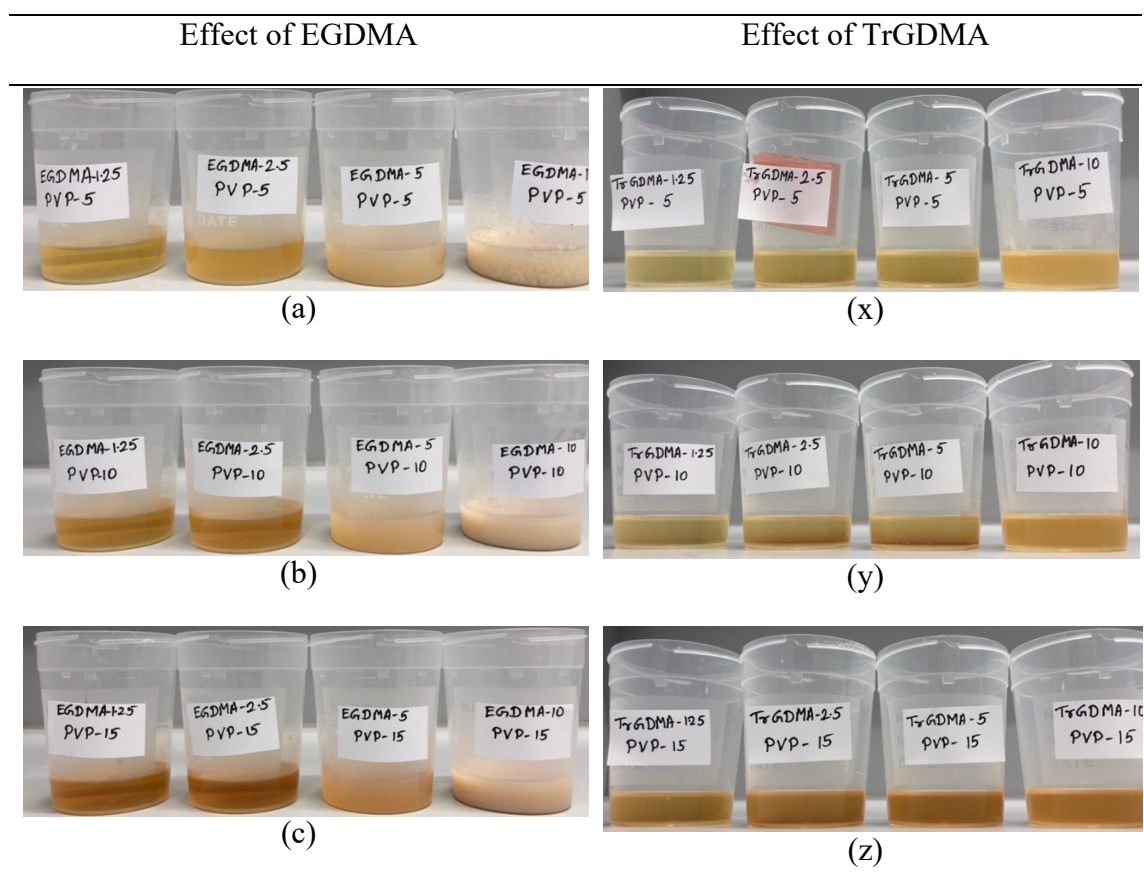 Effect of EGDMA
Effect of TrGDMA
EGDMA-1.25
PVP-5
EGDMA-2.5
PVP-5
DATE
EGDMA-5
PVP-5
EGDMA-1
PVP-5
TrGDMA-1.25
PVP - 5
TrGDMA-2.5
PVP- 5
TrGDMA- 5
PVP-5
TrGDMA-10
PVP-5
(a)
(x)
EGDMA-1.25
PVP-10
EGDMA-2.5
PVP-10
EGDMA-5
PVP-10
EGDMA-10
PVP-10
TrGDMA-1.25
PVP- 10
TrGDMA-2.5
PVP-10
TrGDMA-5
PVP-10
TrGDMA-10
PVP-10
(b)
(y)
EGDMA-1.25
PVP-15
EGDMA-2.5
PVP-15
EGDMA-5
PVP-15
EGDMA-10
PVP-15
TrGDMA-125
PVP-15
TrGDMA-2.5
PVP- 15
TrGDMA-5
PVP- 15
TrGDMA-10
PVP-15
(c)
(z)